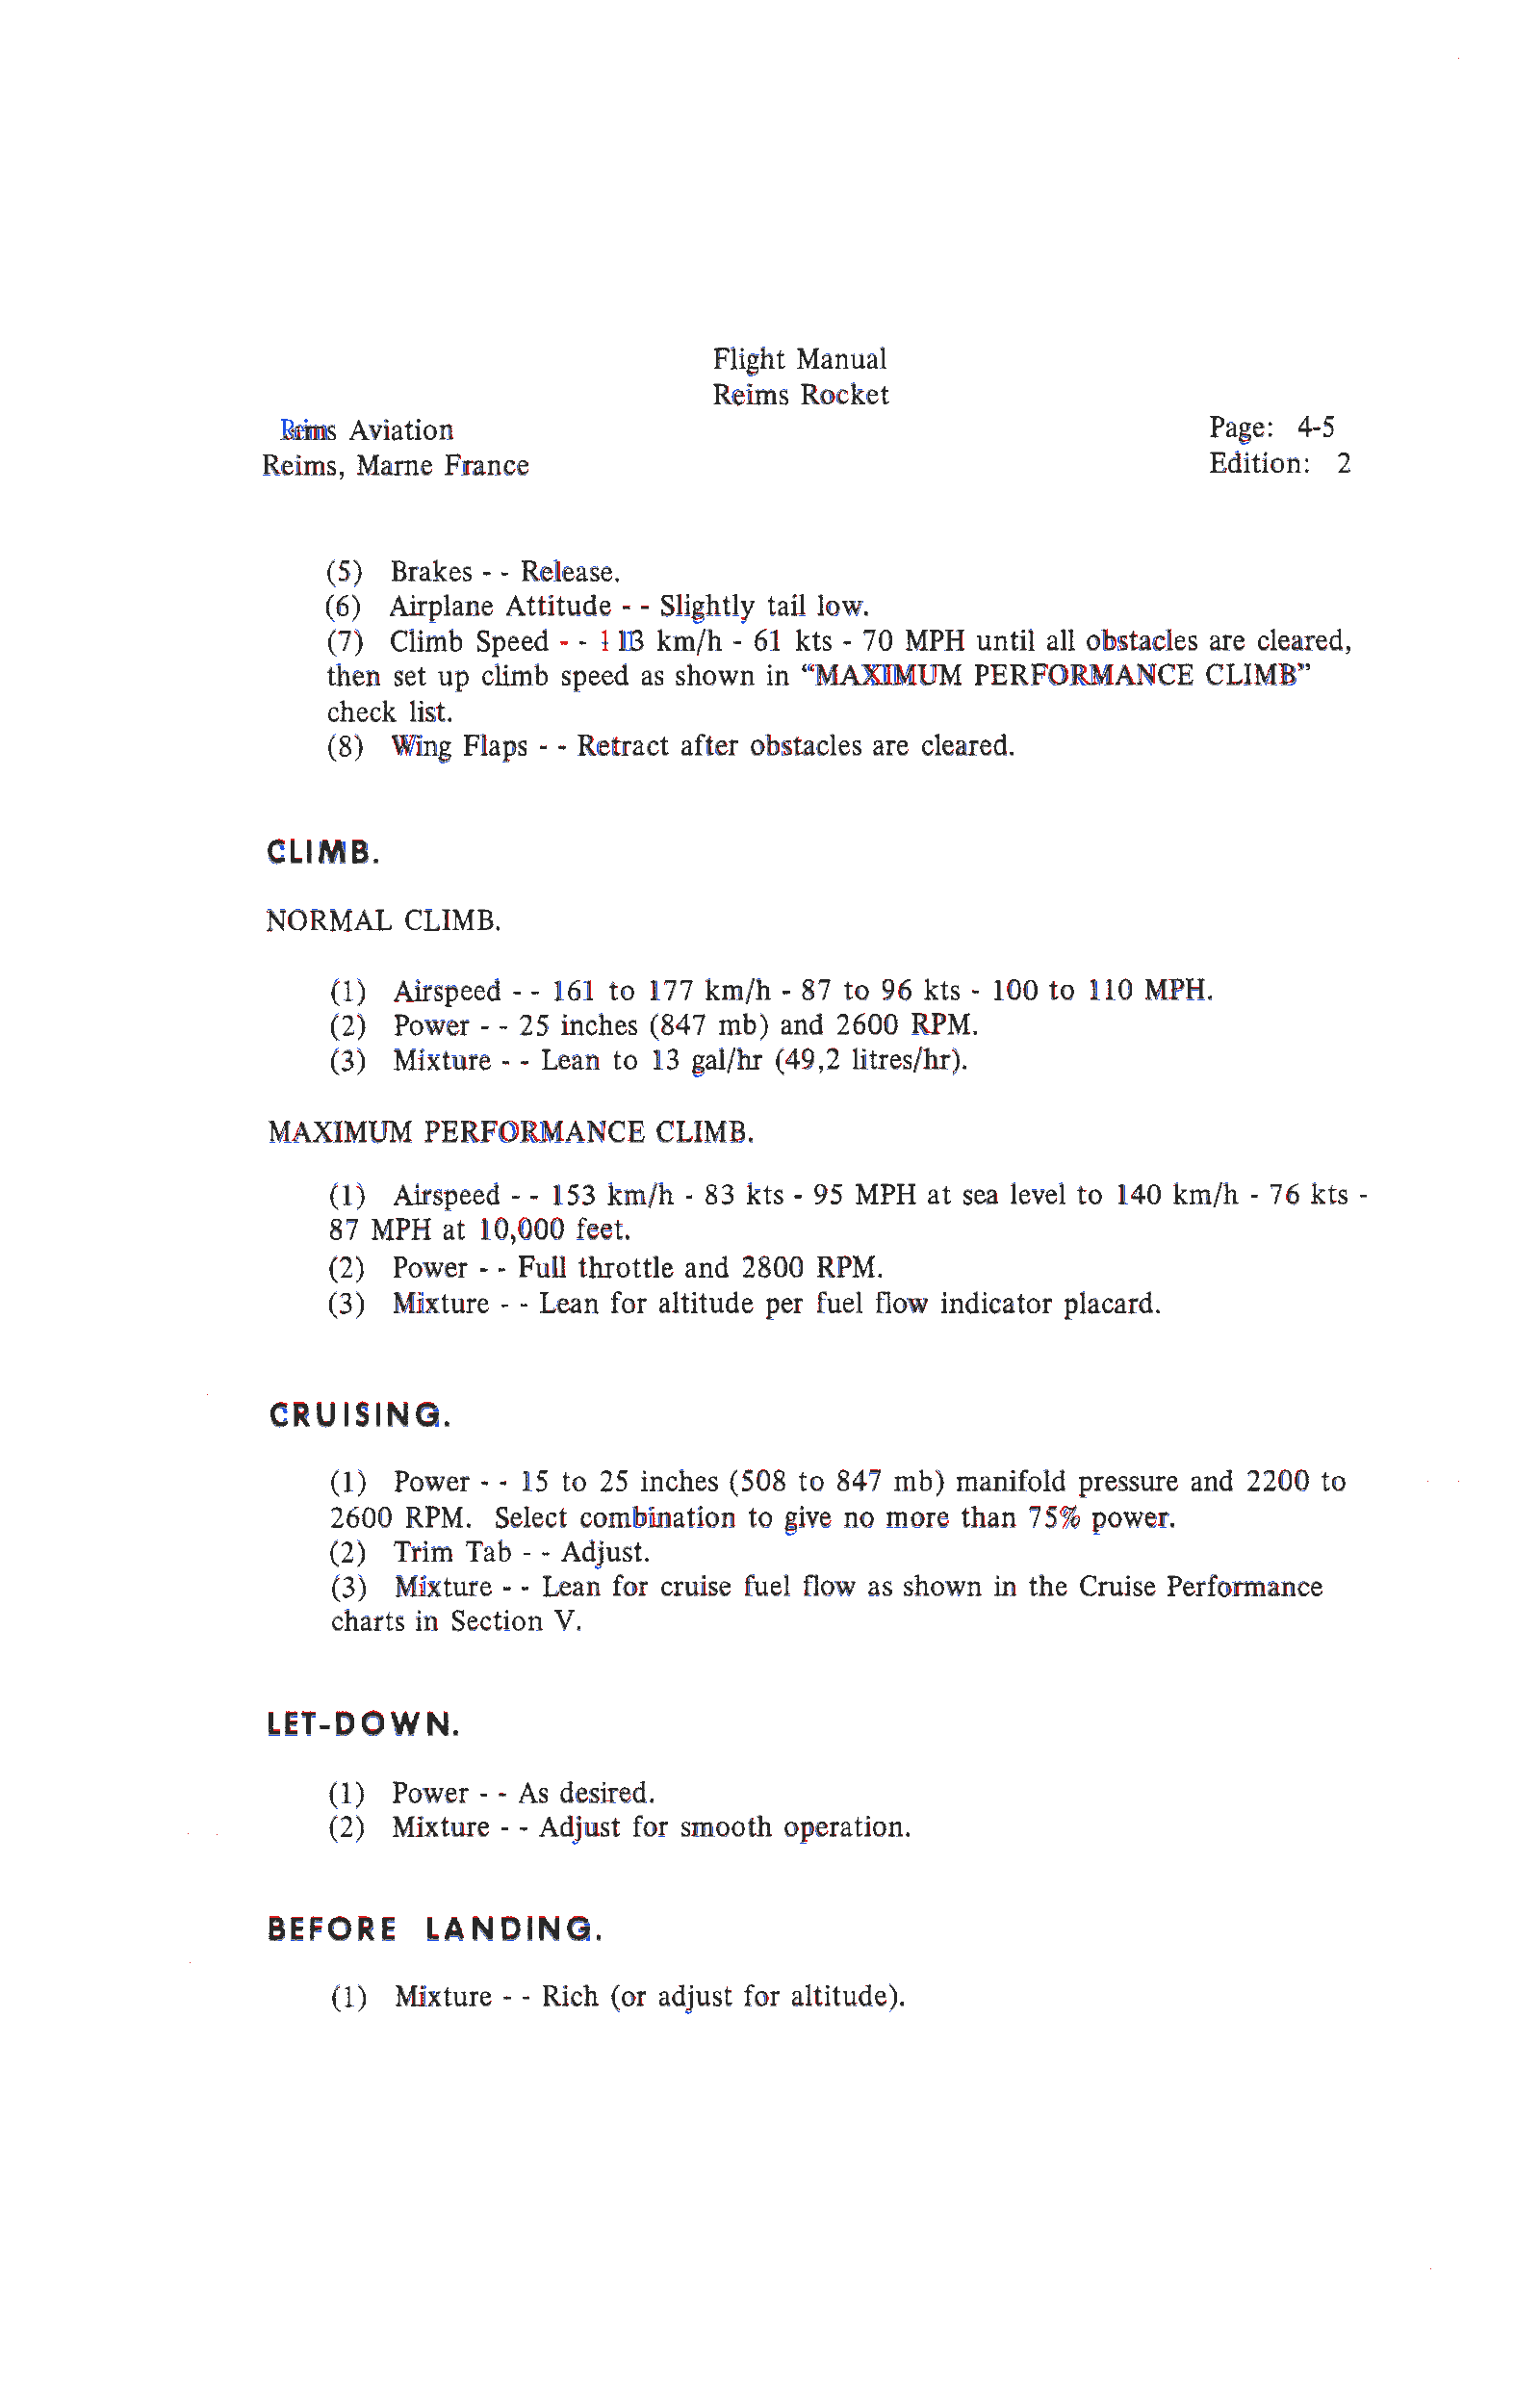 Flight Manual
Reims Rocket
Reims Aviation
Page: 4-5
Reims, Marne France
Edition: 2
(5) Brakes - - Release.
(6) Airplane Attitude - - Slightly tail low.
(7) Climb Speed - - 113 km/h - 61 kts - 70 MPH until all obstacles are cleared,
then set up climb speed as shown in “MAXIMUM PERFORMANCE CLIMB”
check list.
(8) Wing Flaps - - Retract after obstacles are cleared.
CLIMB.
NORMAL CLIMB.
(1) Airspeed - - 161 to 177 km/h - 87 to 96 kts - 100 to 110 MPH.
(2) Power - - 25 inches (847 mb) and 2600 RPM.
(3) Mixture - - Lean to 13 gal/hr (49,2 litres/hr).
MAXIMUM PERFORMANCE CLIMB.
(1) Airspeed - - 153 km/h - 83 kts - 95 MPH at sea level to 140 km/h - 76 kts -
87 MPH at 10,000 feet.
(2) Power - - Full throttle and 2800 RPM.
(3) Mixture - - Lean for altitude per fuel flow indicator placard.
CRUISING.
(1) Power - - 15 to 25 inches (508 to 847 mb) manifold pressure and 2200 to
2600 RPM. Select combination to give no more than 75% power.
(2) Trim Tab - - Adjust.
(3) Mixture - - Lean for cruise fuel flow as shown in the Cruise Performance
charts in Section V.
LET-DOWN.
(1) Power - - As desired.
(2) Mixture - - Adjust for smooth operation.
BEFORE LANDING.
(1) Mixture - - Rich (or adjust for altitude).